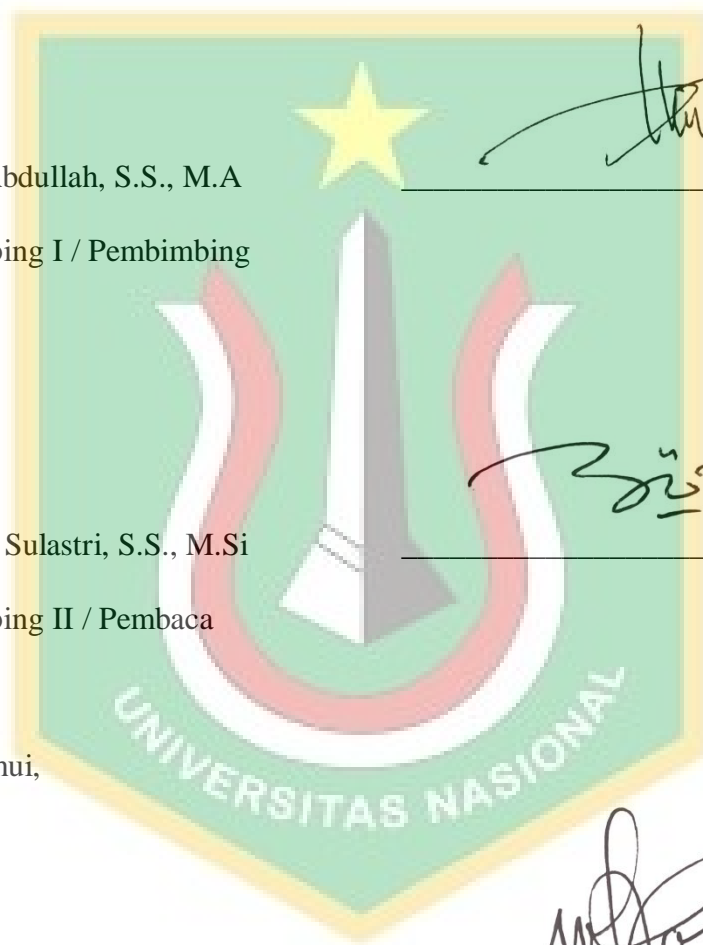 bdullah, S.S., M.A
bing I / Pembimbing
Sulastri, S.S., M.Si
bing II / Pembaca
hui,
UNIVERSITAS NASIONAL